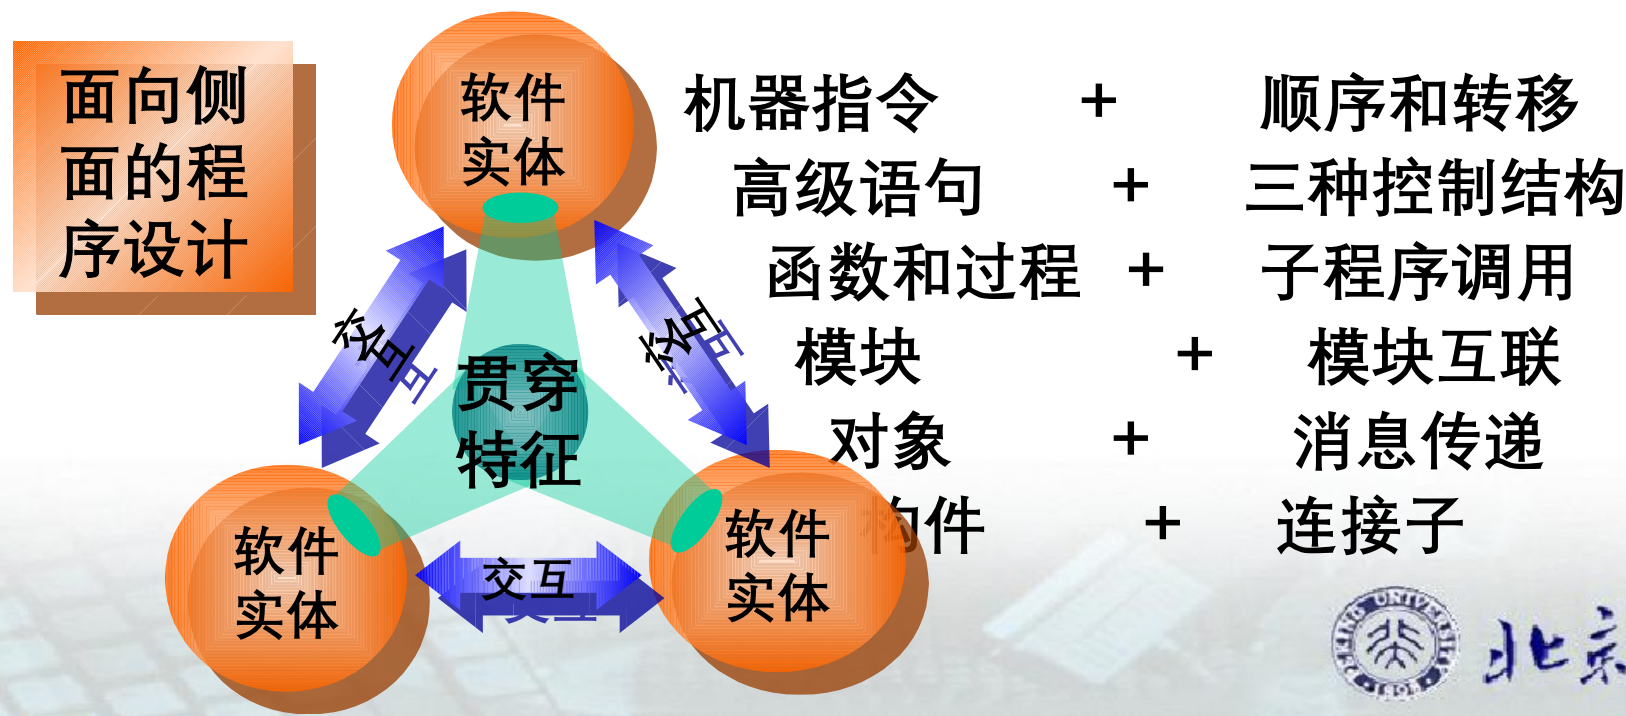 面向侧
面的程
序设计
软件
实体
机器指令 + 顺序和转移
高级语句 + 三种控制结构
函数和过程 + 子程序调用
模块 + 模块互联
对象 + 消息传递
构件 + 连接子
交互
交互
贯穿
特征
软件
实体
交互
软件
实体
PEKING UNIVERSITY
1898
北京